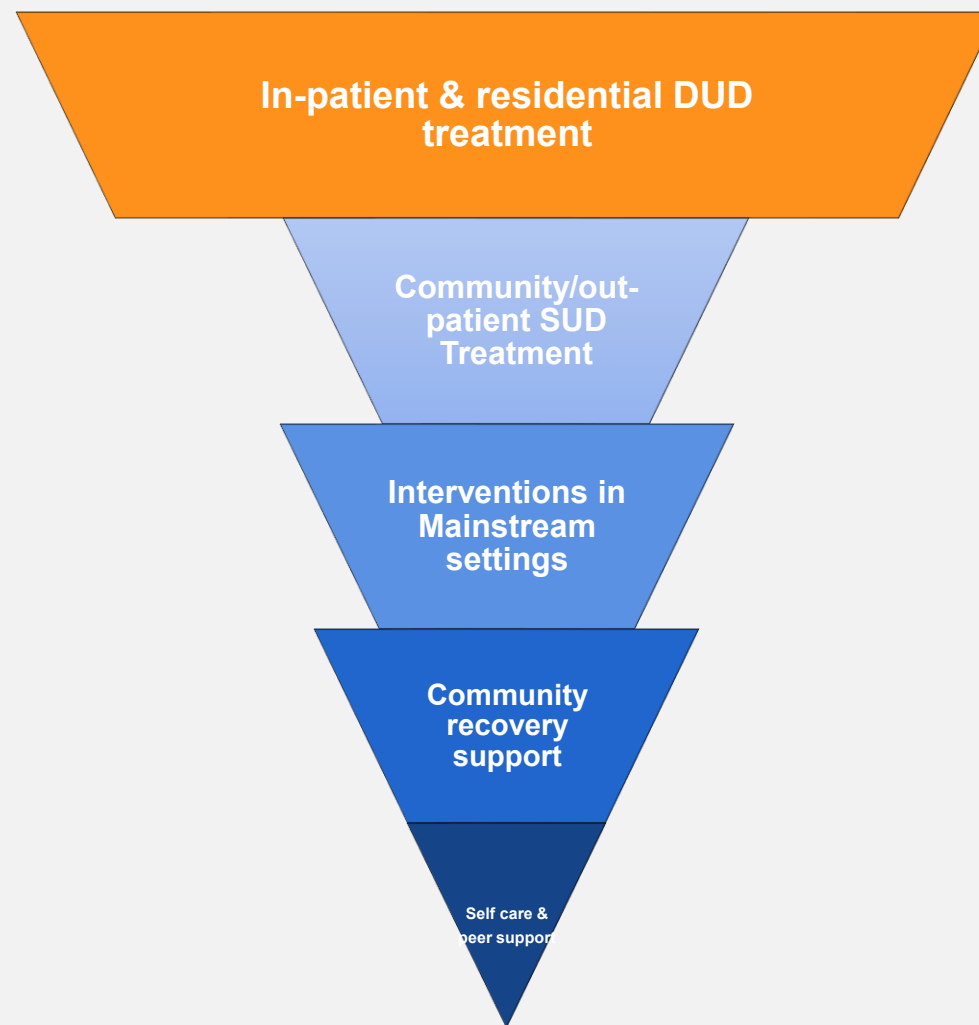 In-patient & residential DUD
treatment
Community/out-
patient SUD
Treatment
Interventions in
Mainstream
settings
Community
recovery
support
Self care &
peer support